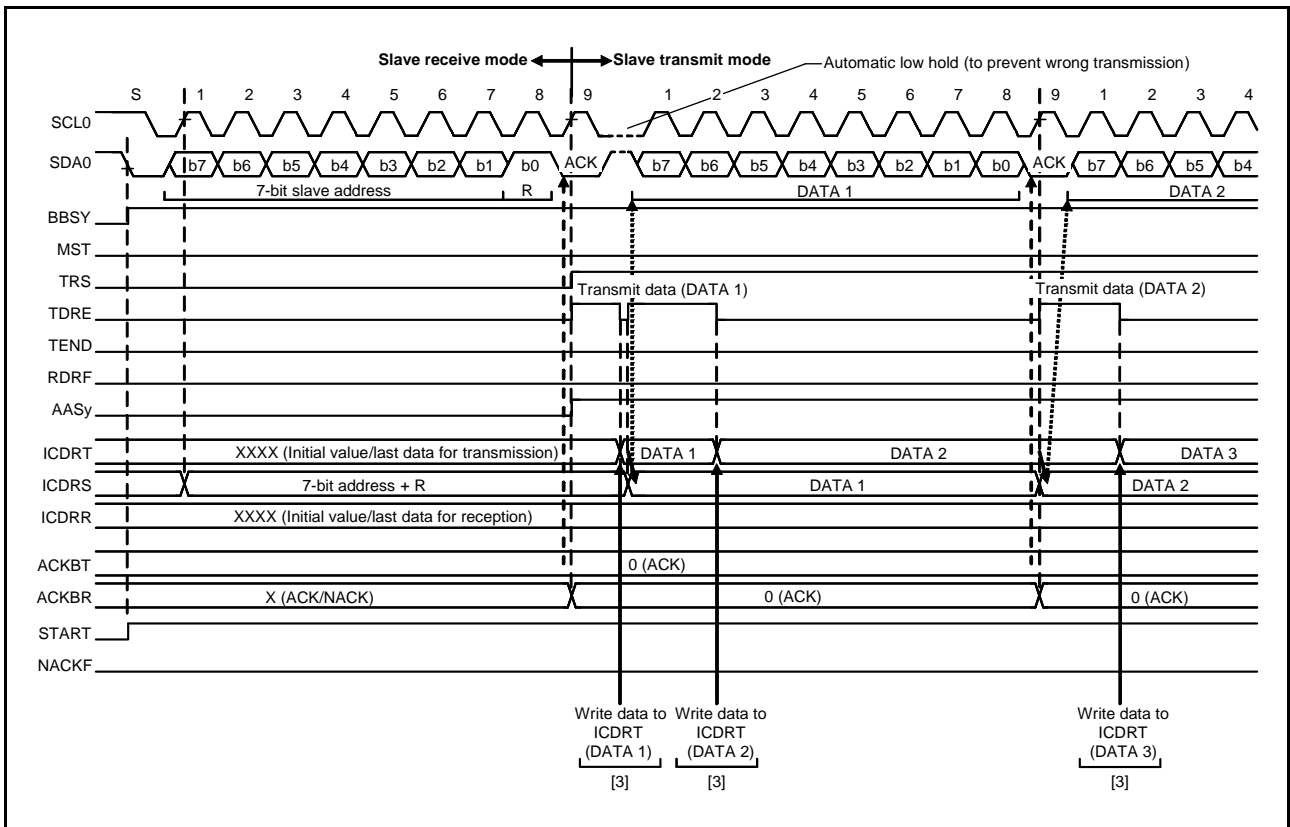 Slave receive mode Slave transmit mode
Automatic low hold (to prevent wrong transmission)
S 1 2 3 4 5 6 7 8 9 1 2 3 4 5 6 7 8 9 1 2 3 4
SCL0
SDA0 b7 b6 b5 b4 b3 b2 b1 b0 ACK b7 b6 b5 b4 b3 b2 b1 b0 ACK b7 b6 b5 b4
7-bit slave address R DATA 1 DATA 2
BBSY
MST
TRS
Transmit data (DATA 1) Transmit data (DATA 2)
TDRE
TEND
RDRF
AASy
ICDRT XXXX (Initial value/last data for transmission) DATA 1 DATA 2 DATA 3
ICDRS 7-bit address + R DATA 1 DATA 2
ICDRR XXXX (Initial value/last data for reception)
ACKBT 0 (ACK)
ACKBR X (ACK/NACK) 0 (ACK) 0 (ACK)
START
NACKF
Write data to Write data to Write data to
ICDRT ICDRT ICDRT
(DATA 1) (DATA 2) (DATA 3)
[3] [3] [3]